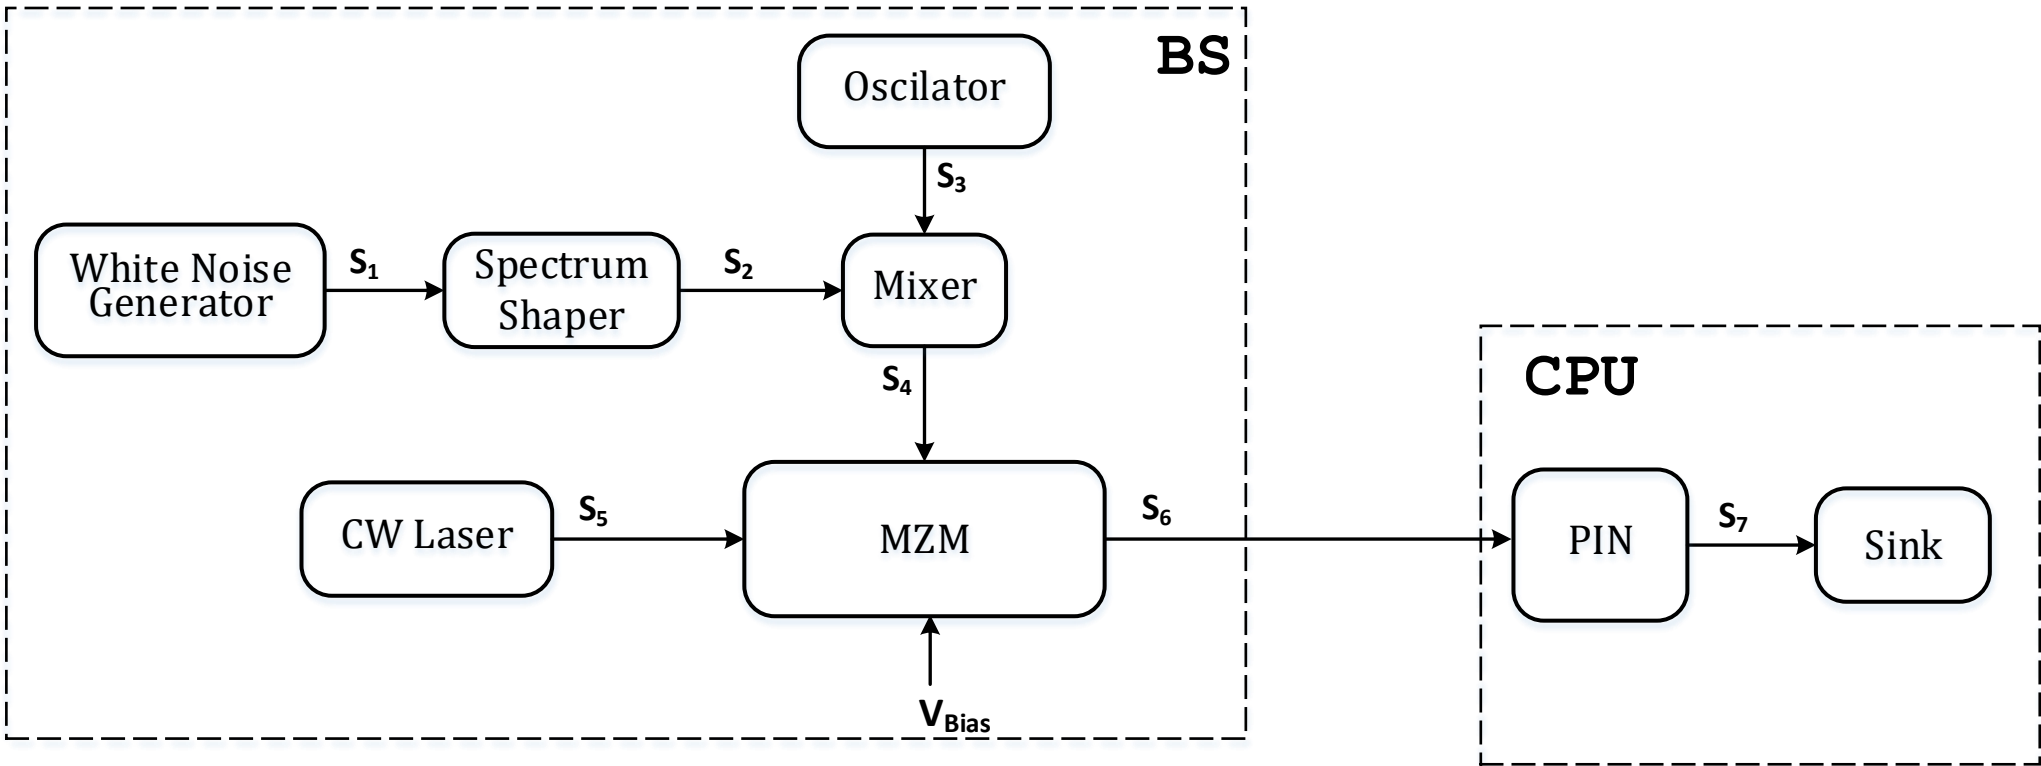 BS
Oscilator
S₃
White Noise
Generator
S₁
Spectrum
Shaper
S₂
Mixer
S₄
CPU
CW Laser
S₅
MZM
S₆
PIN
S₇
Sink
V_Bias